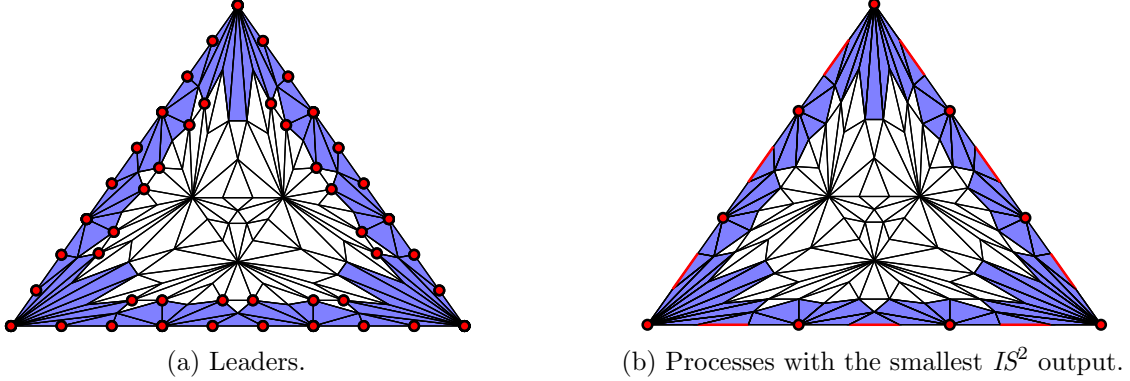 (a) Leaders.
(b) Processes with the smallest IS² output.